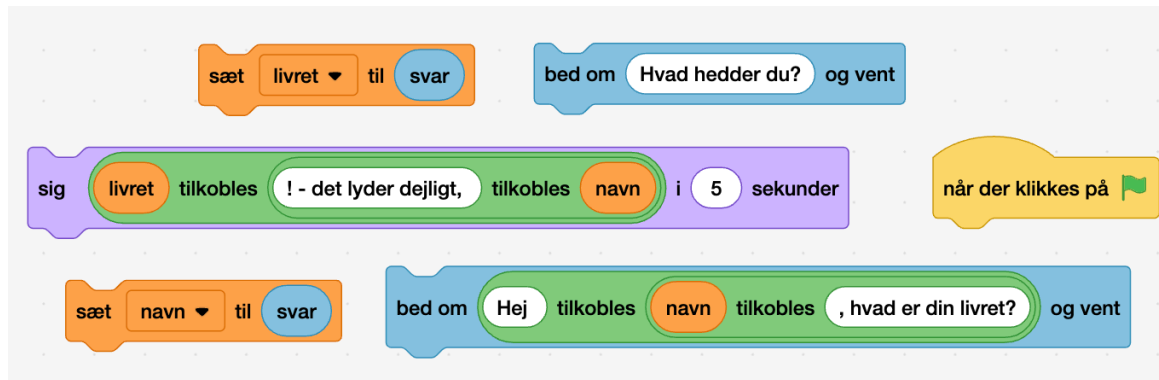 sæt livret til svar
bed om Hvad hedder du? og vent
sig livret tilkobles ! - det lyder dejligt, tilkobles navn i 5 sekunder
når der klikkes på
sæt navn til svar
bed om Hej tilkobles navn tilkobles , hvad er din livret? og vent